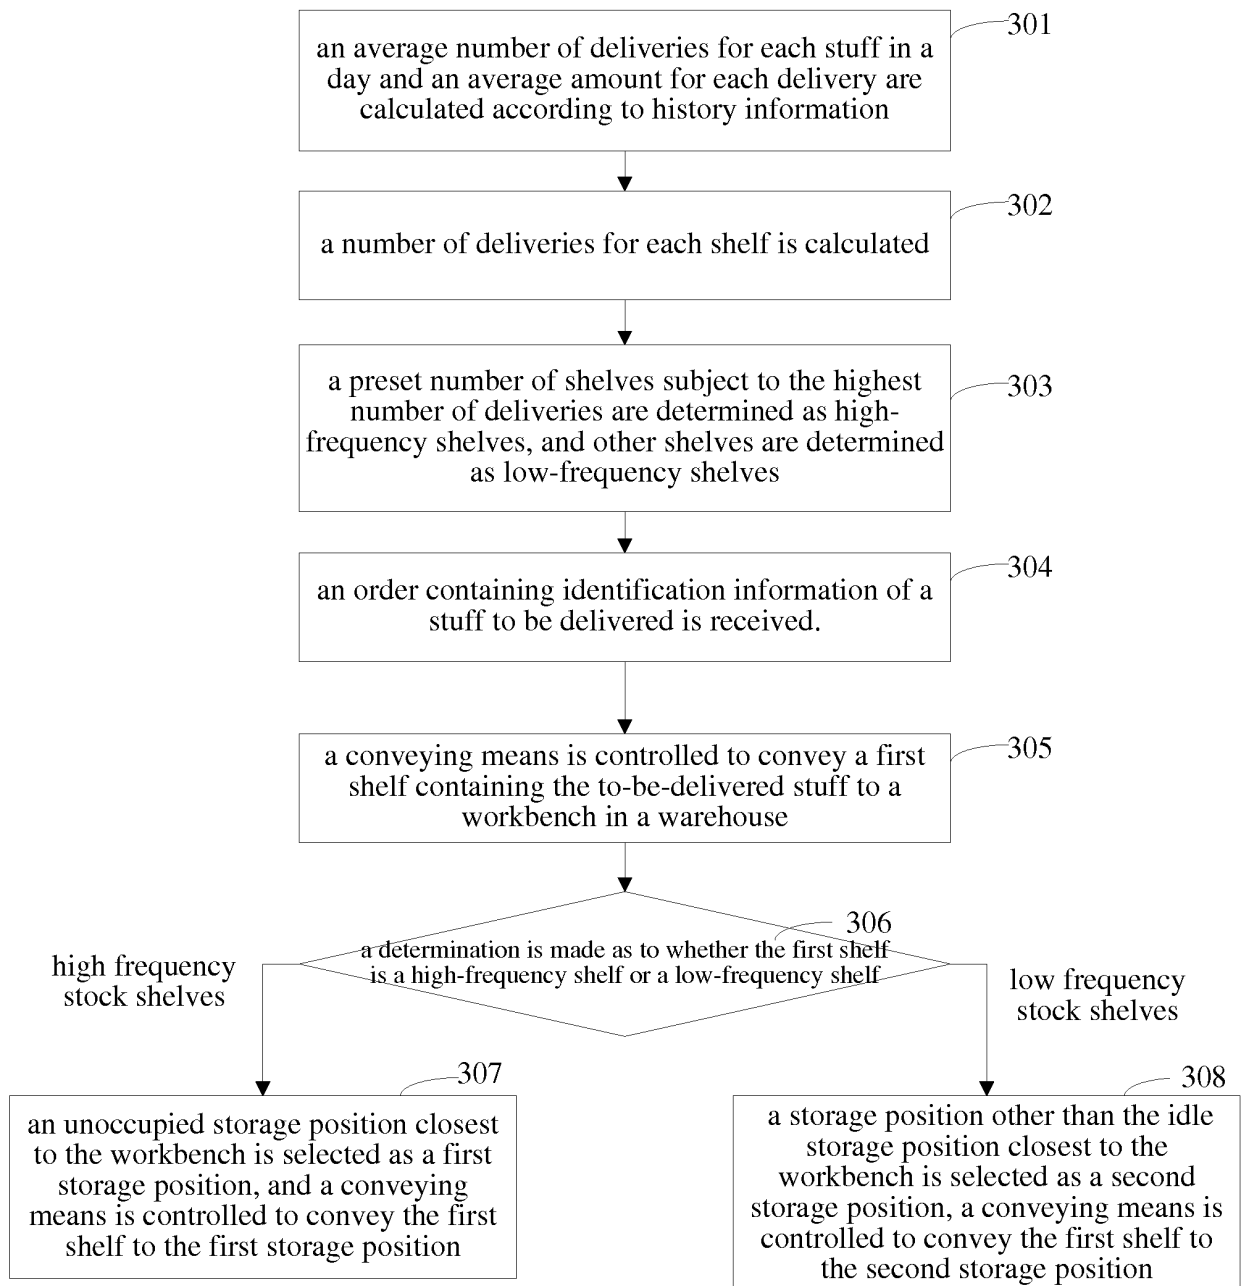 301
an average number of deliveries for each stuff in a
day and an average amount for each delivery are
calculated according to history information
302
a number of deliveries for each shelf is calculated
303
a preset number of shelves subject to the highest
number of deliveries are determined as high-
frequency shelves, and other shelves are determined
as low-frequency shelves
304
an order containing identification information of a
stuff to be delivered is received.
305
a conveying means is controlled to convey a first
shelf containing the to-be-delivered stuff to a
workbench in a warehouse
306
a determination is made as to whether the first shelf
is a high-frequency shelf or a low-frequency shelf
high frequency
stock shelves
low frequency
stock shelves
307
an unoccupied storage position closest
to the workbench is selected as a first
storage position, and a conveying
means is controlled to convey the first
shelf to the first storage position
308
a storage position other than the idle
storage position closest to the
workbench is selected as a second
storage position, a conveying means is
controlled to convey the first shelf to
the second storage position